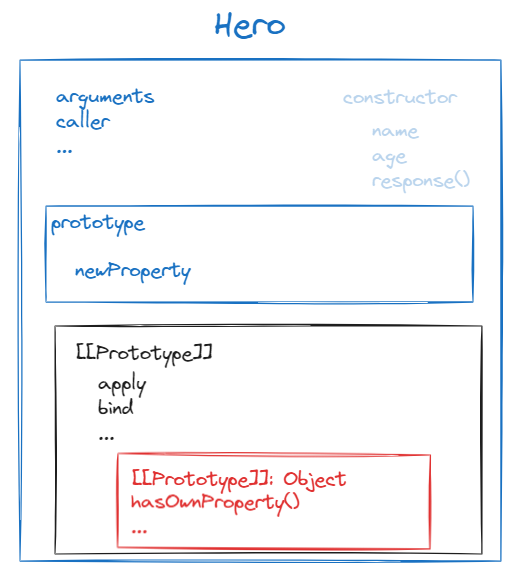 Hero
arguments
caller
...
constructor
name
age
response()
prototype
newProperty
[[Prototype]]
apply
bind
...
[[Prototype]]: Object
hasOwnProperty()
...